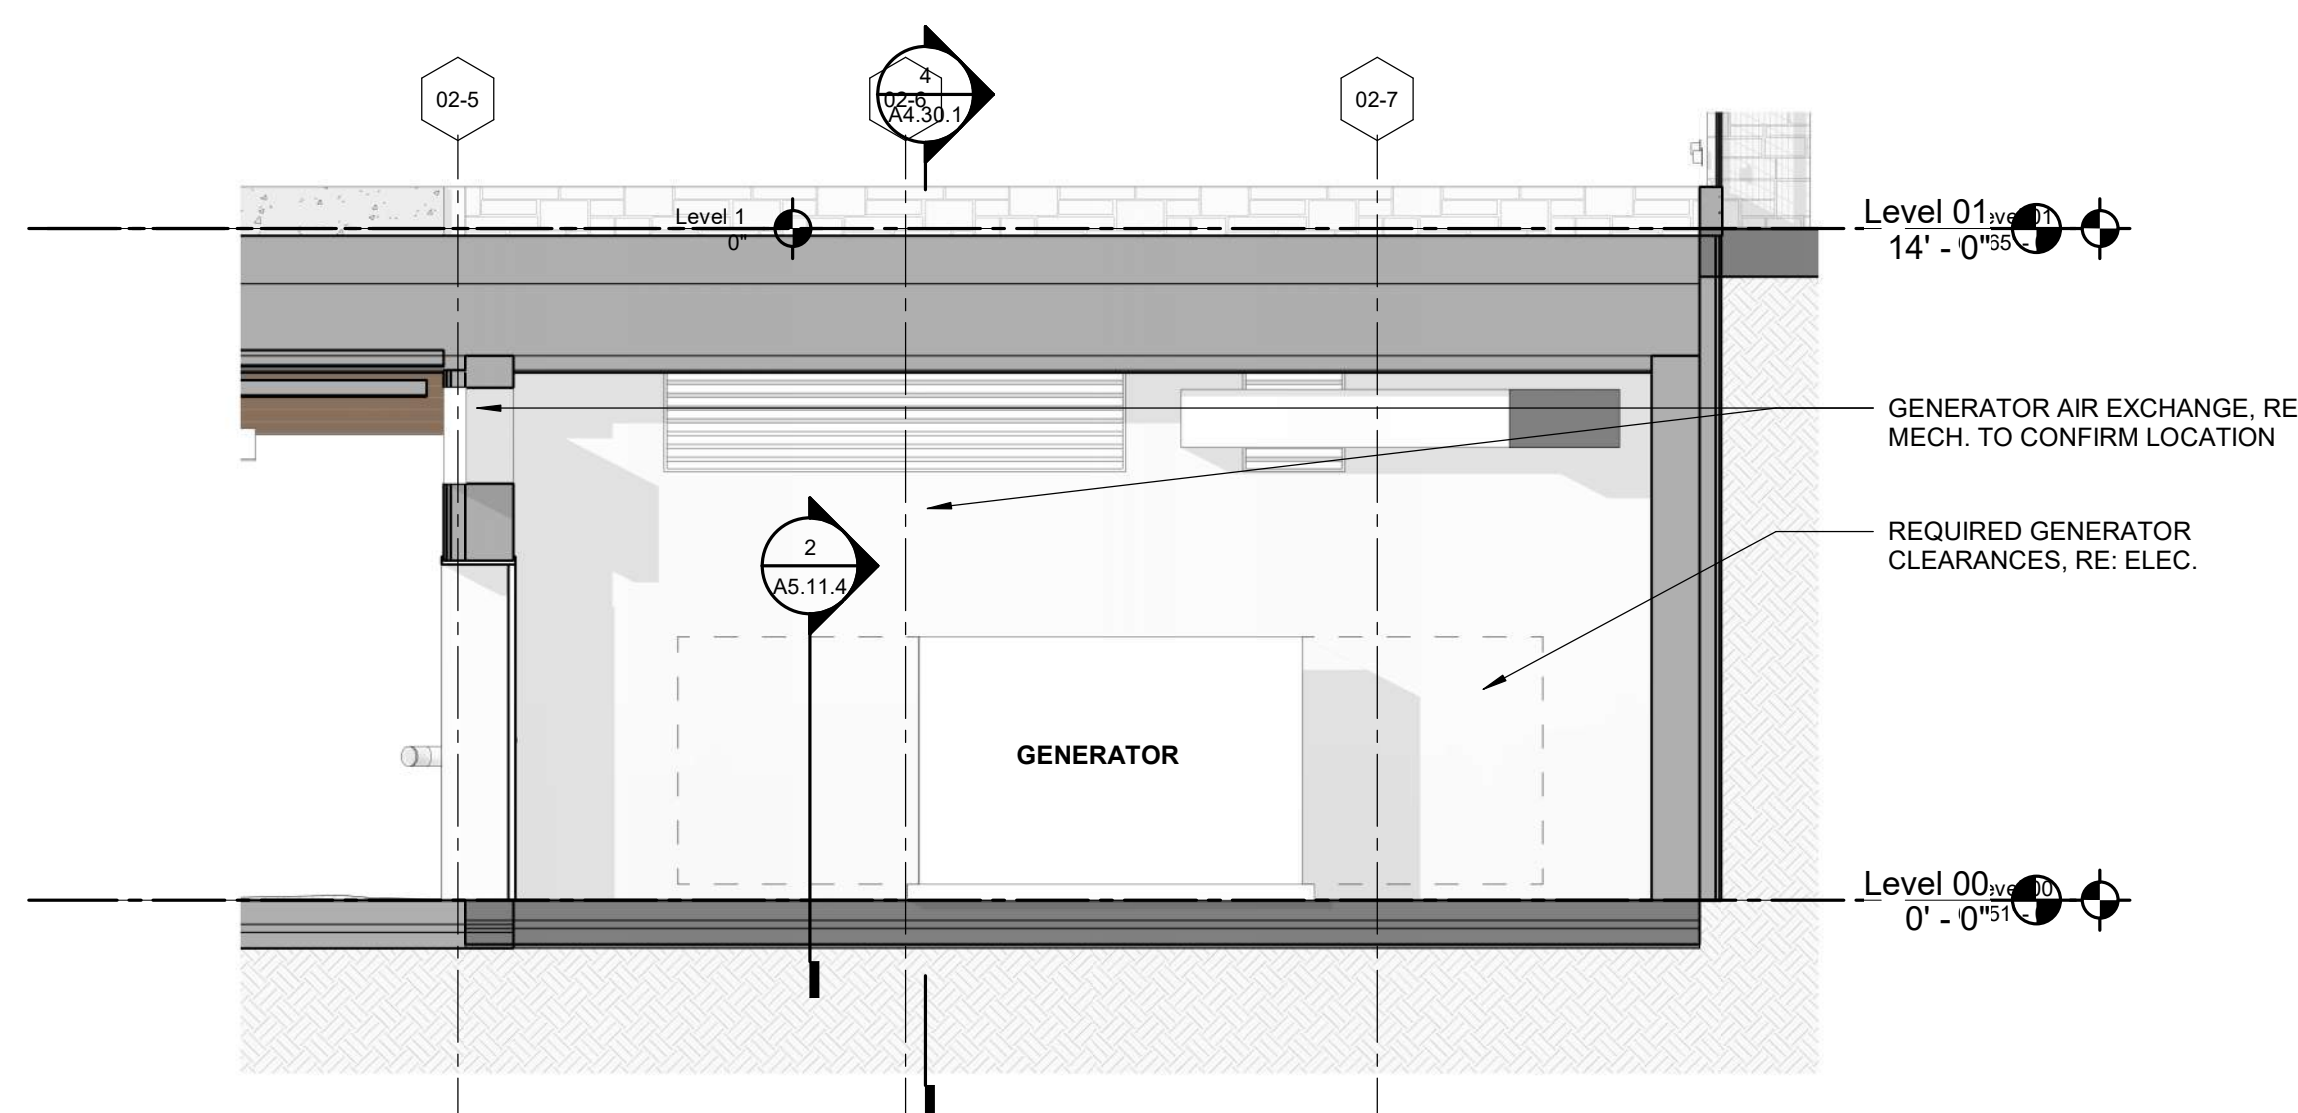 02-5
4
02-6
A4.30.1
02-7
Level 1
0"
Level 01
14' - 0"
GENERATOR AIR EXCHANGE, RE
MECH. TO CONFIRM LOCATION
2
A5.11.4
REQUIRED GENERATOR
CLEARANCES, RE: ELEC.
GENERATOR
Level 00
0' - 0"